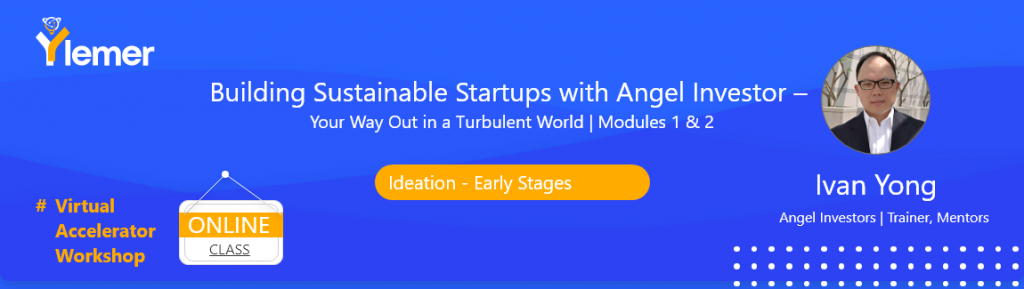 Ylemer
Building Sustainable Startups with Angel Investor –
Your Way Out in a Turbulent World | Modules 1 & 2
Ideation - Early Stages
# Virtual
Accelerator
Workshop
ONLINE
CLASS
Ivan Yong
Angel Investors | Trainer, Mentors